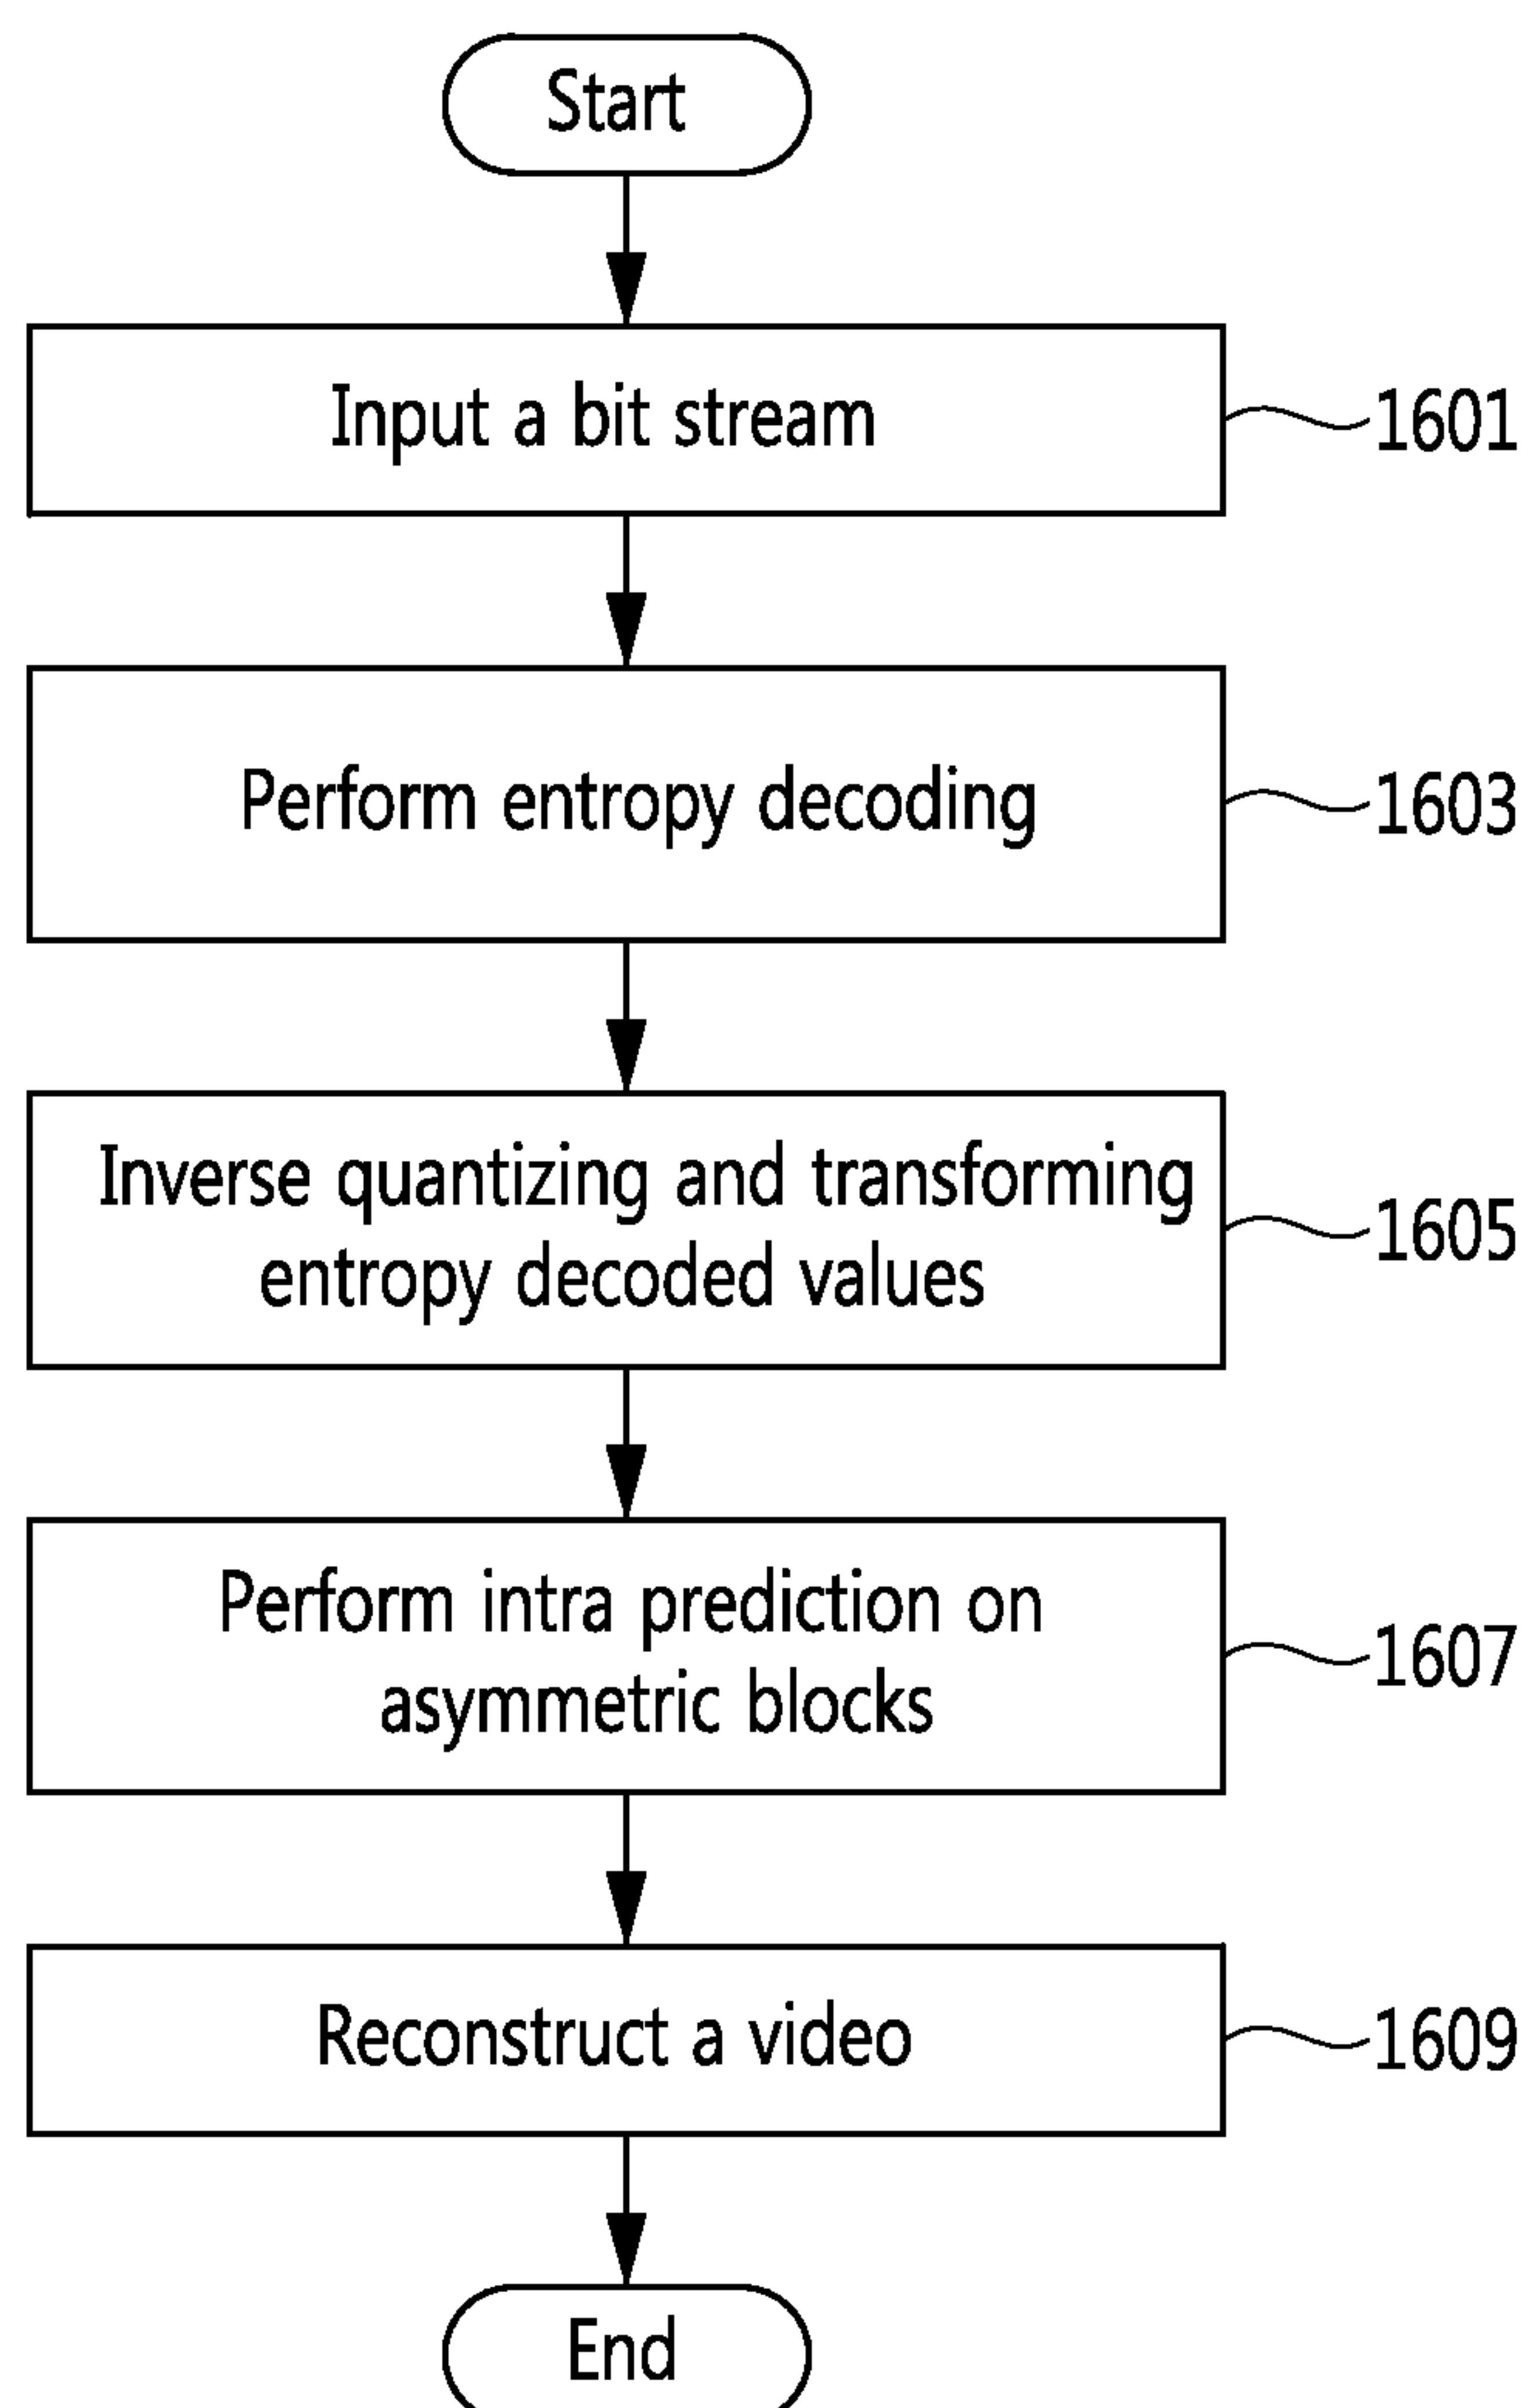 Start
Input a bit stream
1601
Perform entropy decoding
1603
Inverse quantizing and transforming
entropy decoded values
1605
Perform intra prediction on
asymmetric blocks
1607
Reconstruct a video
1609
End